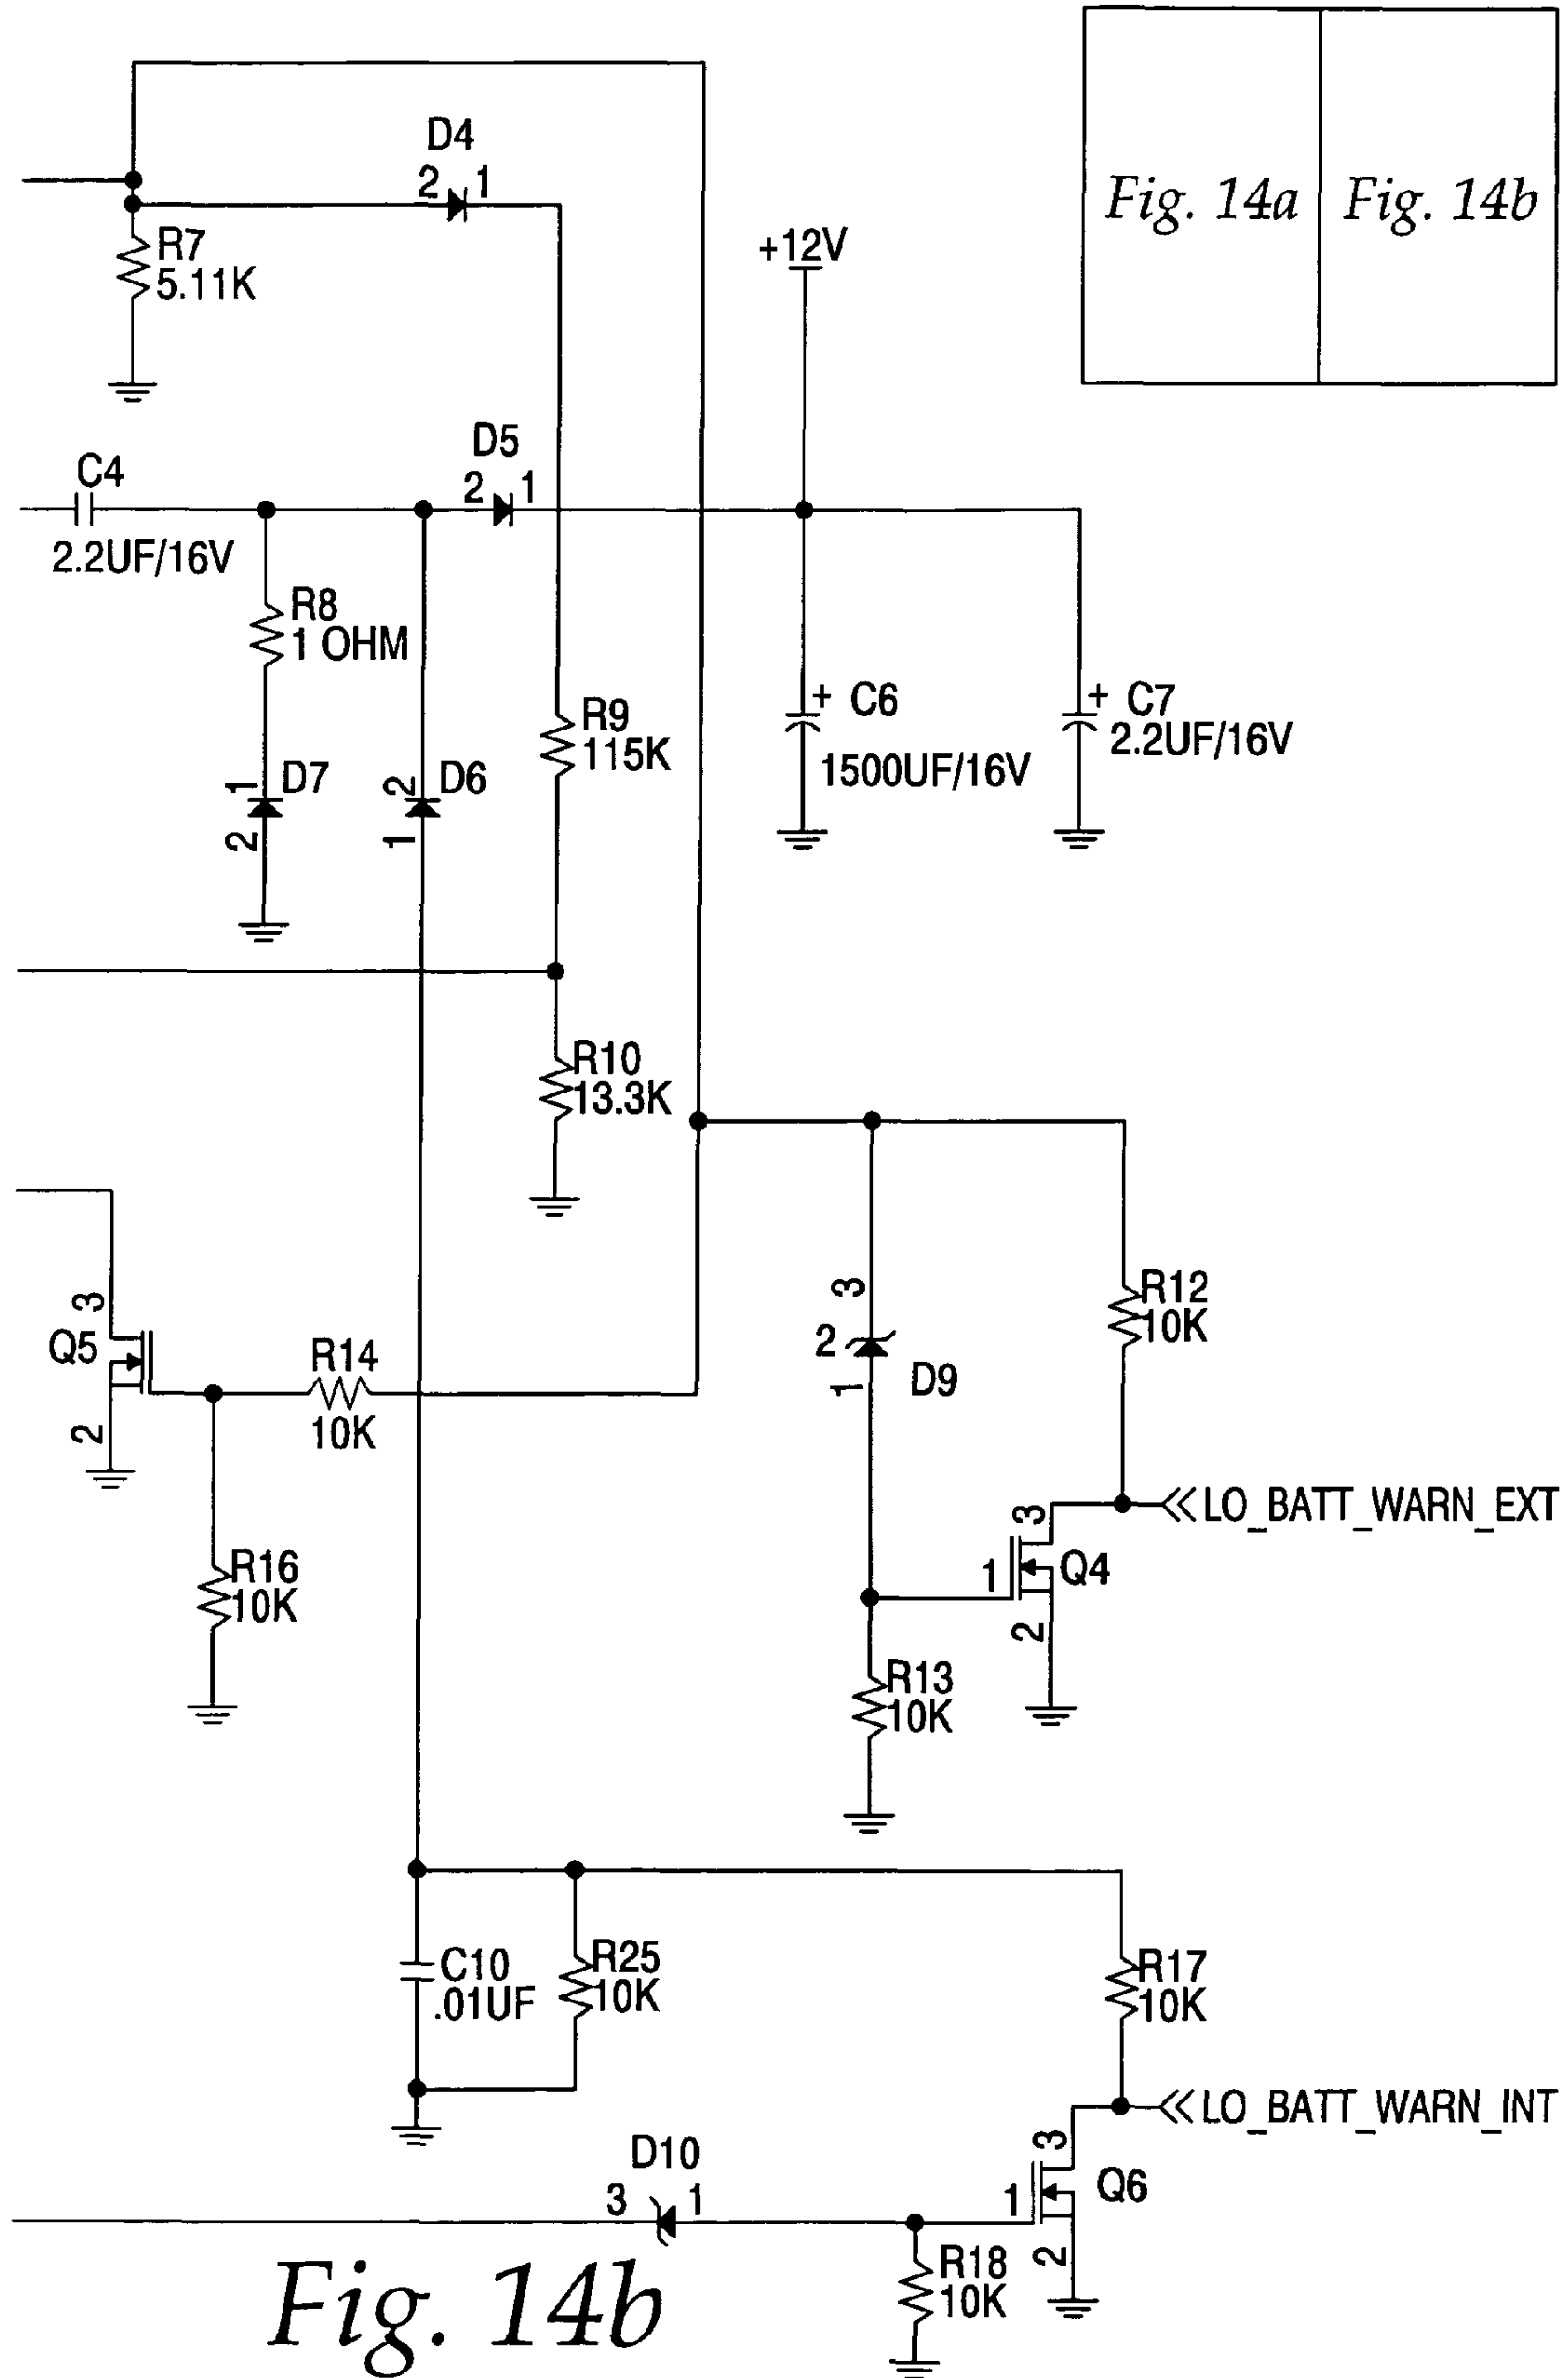 D4
2 1
Fig. 14a Fig. 14b
R7
5.11K
+12V
D5
2 1
C4
2.2UF/16V
R8
1 OHM
+ C6
1500UF/16V
+ C7
2.2UF/16V
R9
115K
1 D7
2
2 D6
1
R10
13.3K
3
Q5
2
R14
10K
3
2
D9
1
R12
10K
LO_BATT_WARN_EXT
3
1 Q4
2
R16
10K
R13
10K
C10
.01UF
R25
10K
R17
10K
LO_BATT_WARN_INT
D10
3 1
3
1 Q6
2
R18
10K
Fig. 14b